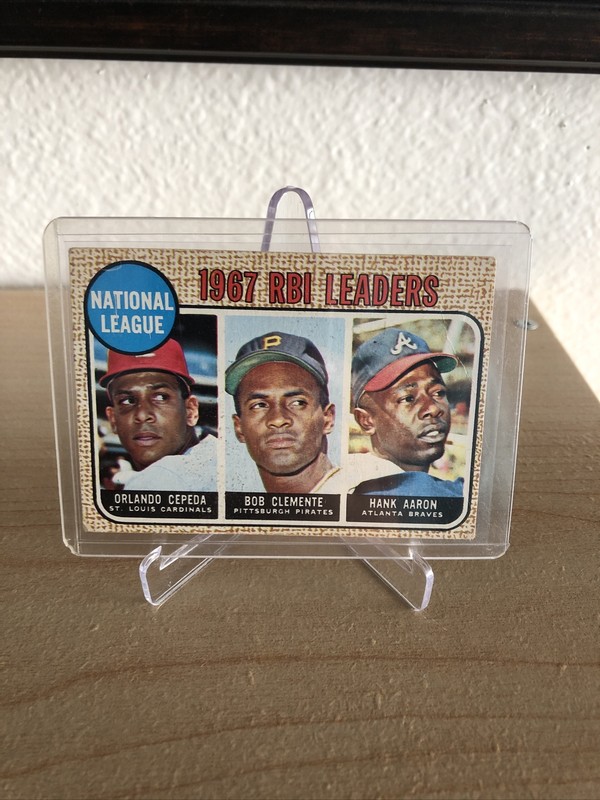 1967 RBI LEADERS
NATIONAL
LEAGUE
P
A
ORLANDO CEPEDA
ST. LOUIS CARDINALS
BOB CLEMENTE
PITTSBURGH PIRATES
HANK AARON
ATLANTA BRAVES